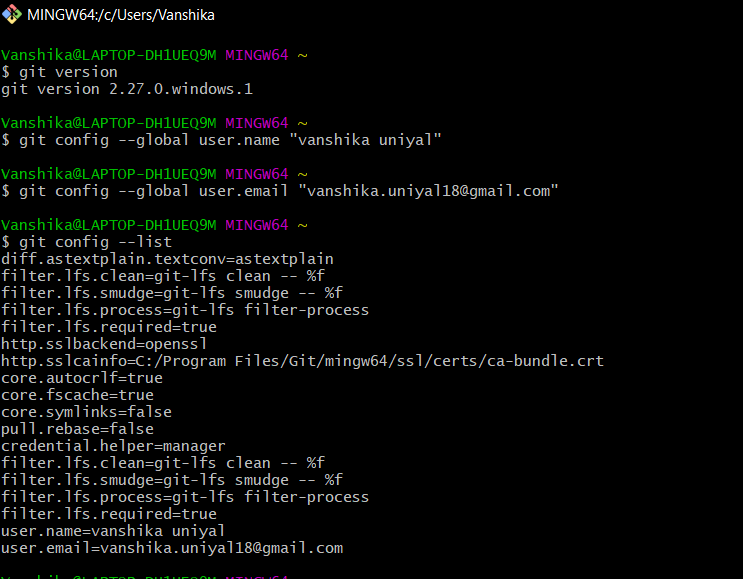 MINGW64:/c/Users/Vanshika
Vanshika@LAPTOP-DH1UEQ9M MINGW64 ~
$ git version
git version 2.27.0.windows.1
Vanshika@LAPTOP-DH1UEQ9M MINGW64 ~
$ git config --global user.name "vanshika uniyal"
Vanshika@LAPTOP-DH1UEQ9M MINGW64 ~
$ git config --global user.email "vanshika.uniyal18@gmail.com"
Vanshika@LAPTOP-DH1UEQ9M MINGW64 ~
$ git config --list
diff.astextplain.textconv=astextplain
filter.lfs.clean=git-lfs clean -- %f
filter.lfs.smudge=git-lfs smudge -- %f
filter.lfs.process=git-lfs filter-process
filter.lfs.required=true
http.sslbackend=openssl
http.sslcainfo=C:/Program Files/Git/mingw64/ssl/certs/ca-bundle.crt
core.autocrlf=true
core.fscache=true
core.symlinks=false
pull.rebase=false
credential.helper=manager
filter.lfs.clean=git-lfs clean -- %f
filter.lfs.smudge=git-lfs smudge -- %f
filter.lfs.process=git-lfs filter-process
filter.lfs.required=true
user.name=vanshika uniyal
user.email=vanshika.uniyal18@gmail.com
Vanshika@LAPTOP-DH1UEQ9M MINGW64